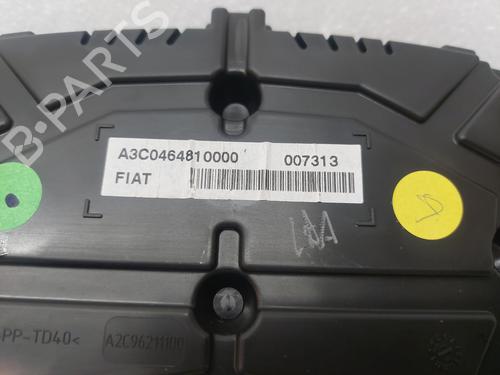 B-PARTS
A3C0464810000 007313
FIAT
PP-TD40<
A2C96211100